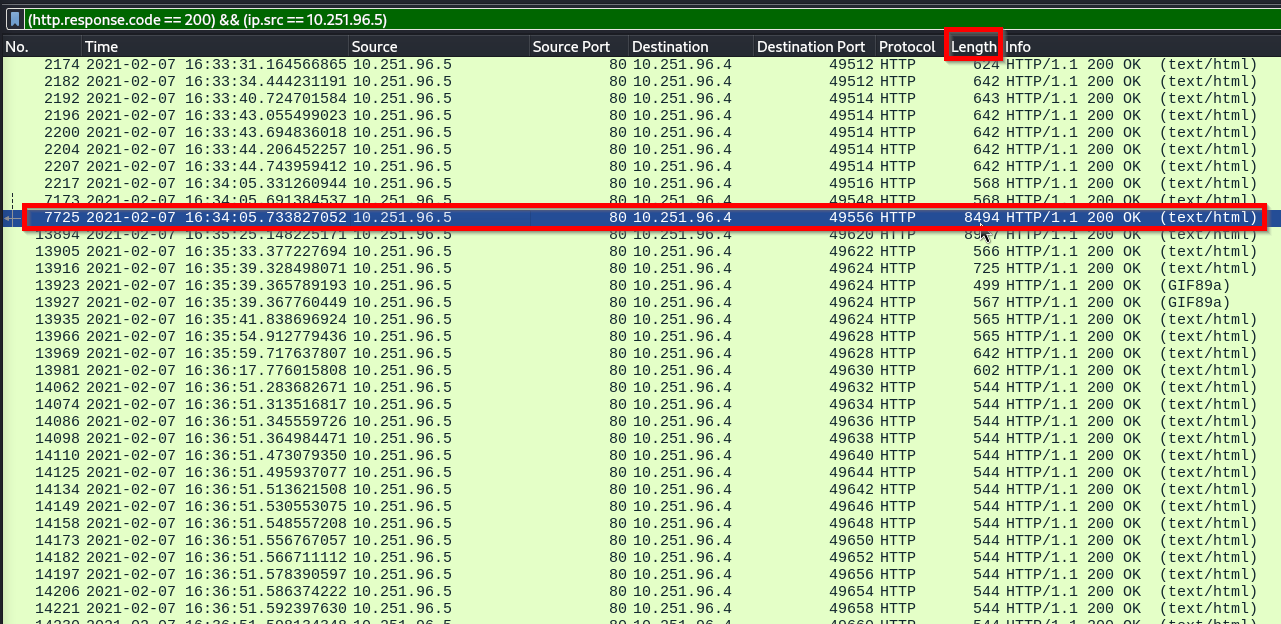 (http.response.code == 200) && (ip.src == 10.251.96.5)
No. Time Source Source Port Destination Destination Port Protocol Length Info
2174 2021-02-07 16:33:31.164566865 10.251.96.5 80 10.251.96.4 49512 HTTP 624 HTTP/1.1 200 OK (text/html)
2182 2021-02-07 16:33:34.444231191 10.251.96.5 80 10.251.96.4 49512 HTTP 642 HTTP/1.1 200 OK (text/html)
2192 2021-02-07 16:33:40.724701584 10.251.96.5 80 10.251.96.4 49514 HTTP 643 HTTP/1.1 200 OK (text/html)
2196 2021-02-07 16:33:43.055499023 10.251.96.5 80 10.251.96.4 49514 HTTP 642 HTTP/1.1 200 OK (text/html)
2200 2021-02-07 16:33:43.694836018 10.251.96.5 80 10.251.96.4 49514 HTTP 642 HTTP/1.1 200 OK (text/html)
2204 2021-02-07 16:33:44.206452257 10.251.96.5 80 10.251.96.4 49514 HTTP 642 HTTP/1.1 200 OK (text/html)
2207 2021-02-07 16:33:44.743959412 10.251.96.5 80 10.251.96.4 49514 HTTP 642 HTTP/1.1 200 OK (text/html)
2217 2021-02-07 16:34:05.331260944 10.251.96.5 80 10.251.96.4 49516 HTTP 568 HTTP/1.1 200 OK (text/html)
7173 2021-02-07 16:34:05.691384537 10.251.96.5 80 10.251.96.4 49548 HTTP 568 HTTP/1.1 200 OK (text/html)
7725 2021-02-07 16:34:05.733827052 10.251.96.5 80 10.251.96.4 49556 HTTP 8494 HTTP/1.1 200 OK (text/html)
13894 2021-02-07 16:35:25.148225171 10.251.96.5 80 10.251.96.4 49620 HTTP HTTP/1.1 200 OK (text/html)
13905 2021-02-07 16:35:33.377227694 10.251.96.5 80 10.251.96.4 49622 HTTP 566 HTTP/1.1 200 OK (text/html)
13916 2021-02-07 16:35:39.328498071 10.251.96.5 80 10.251.96.4 49624 HTTP 725 HTTP/1.1 200 OK (text/html)
13923 2021-02-07 16:35:39.365789193 10.251.96.5 80 10.251.96.4 49624 HTTP 499 HTTP/1.1 200 OK (GIF89a)
13927 2021-02-07 16:35:39.367760449 10.251.96.5 80 10.251.96.4 49624 HTTP 567 HTTP/1.1 200 OK (GIF89a)
13935 2021-02-07 16:35:41.838696924 10.251.96.5 80 10.251.96.4 49624 HTTP 565 HTTP/1.1 200 OK (text/html)
13966 2021-02-07 16:35:54.912779436 10.251.96.5 80 10.251.96.4 49628 HTTP 565 HTTP/1.1 200 OK (text/html)
13969 2021-02-07 16:35:59.717637807 10.251.96.5 80 10.251.96.4 49628 HTTP 642 HTTP/1.1 200 OK (text/html)
13981 2021-02-07 16:36:17.776015808 10.251.96.5 80 10.251.96.4 49630 HTTP 602 HTTP/1.1 200 OK (text/html)
14062 2021-02-07 16:36:51.283682671 10.251.96.5 80 10.251.96.4 49632 HTTP 544 HTTP/1.1 200 OK (text/html)
14074 2021-02-07 16:36:51.313516817 10.251.96.5 80 10.251.96.4 49634 HTTP 544 HTTP/1.1 200 OK (text/html)
14086 2021-02-07 16:36:51.345559726 10.251.96.5 80 10.251.96.4 49636 HTTP 544 HTTP/1.1 200 OK (text/html)
14098 2021-02-07 16:36:51.364984471 10.251.96.5 80 10.251.96.4 49638 HTTP 544 HTTP/1.1 200 OK (text/html)
14110 2021-02-07 16:36:51.473079350 10.251.96.5 80 10.251.96.4 49640 HTTP 544 HTTP/1.1 200 OK (text/html)
14125 2021-02-07 16:36:51.495937077 10.251.96.5 80 10.251.96.4 49644 HTTP 544 HTTP/1.1 200 OK (text/html)
14134 2021-02-07 16:36:51.513621508 10.251.96.5 80 10.251.96.4 49642 HTTP 544 HTTP/1.1 200 OK (text/html)
14149 2021-02-07 16:36:51.530553075 10.251.96.5 80 10.251.96.4 49646 HTTP 544 HTTP/1.1 200 OK (text/html)
14158 2021-02-07 16:36:51.548557208 10.251.96.5 80 10.251.96.4 49648 HTTP 544 HTTP/1.1 200 OK (text/html)
14173 2021-02-07 16:36:51.556767057 10.251.96.5 80 10.251.96.4 49650 HTTP 544 HTTP/1.1 200 OK (text/html)
14182 2021-02-07 16:36:51.566711112 10.251.96.5 80 10.251.96.4 49652 HTTP 544 HTTP/1.1 200 OK (text/html)
14197 2021-02-07 16:36:51.578390597 10.251.96.5 80 10.251.96.4 49656 HTTP 544 HTTP/1.1 200 OK (text/html)
14206 2021-02-07 16:36:51.586374222 10.251.96.5 80 10.251.96.4 49654 HTTP 544 HTTP/1.1 200 OK (text/html)
14221 2021-02-07 16:36:51.592397630 10.251.96.5 80 10.251.96.4 49658 HTTP 544 HTTP/1.1 200 OK (text/html)